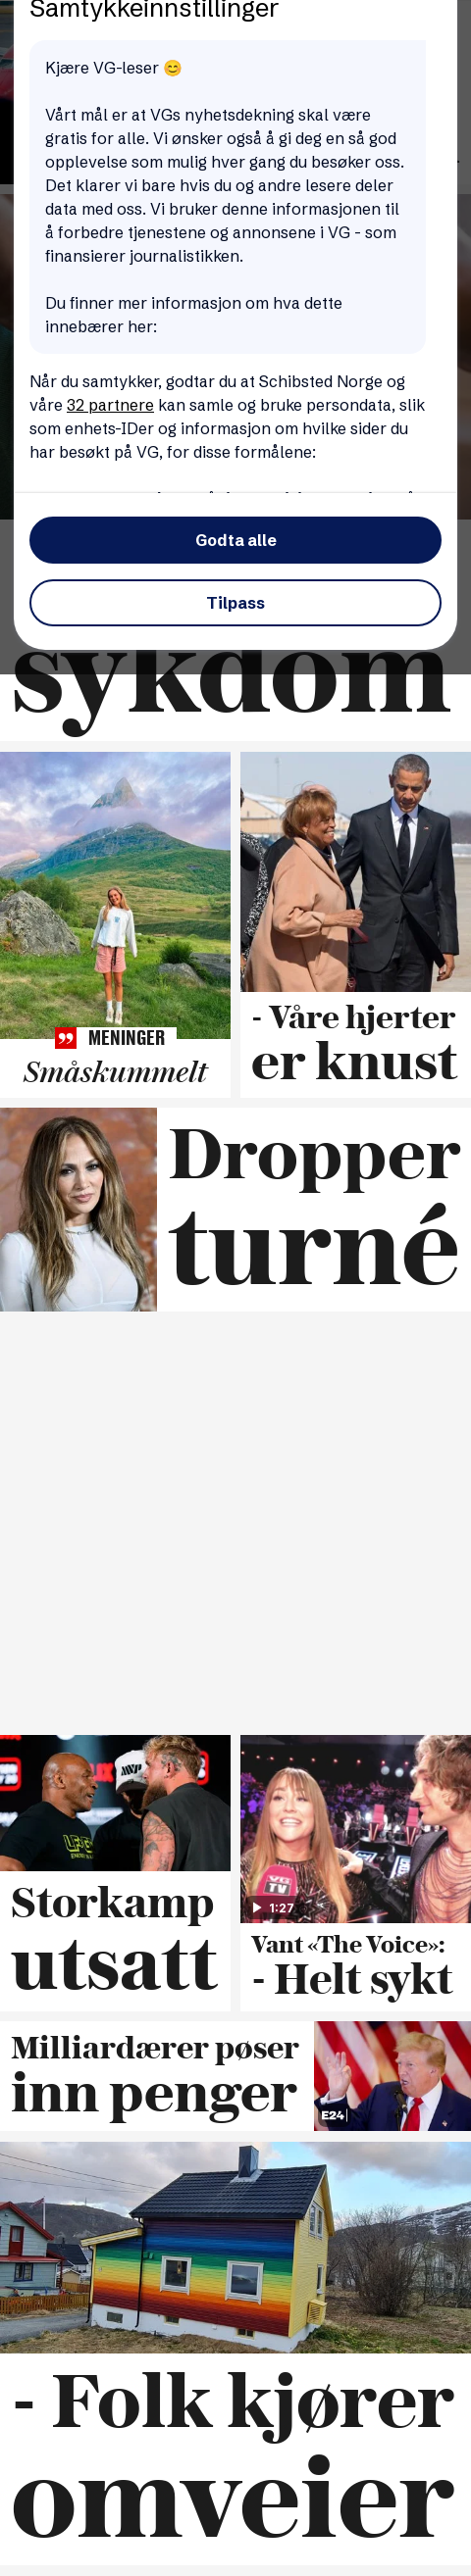 Samtykkeinnstillinger
Kjære VG-leser 😊
Vårt mål er at VGs nyhetsdekning skal være
gratis for alle. Vi ønsker også å gi deg en så god
opplevelse som mulig hver gang du besøker oss.
Det klarer vi bare hvis du og andre lesere deler
data med oss. Vi bruker denne informasjonen til
å forbedre tjenestene og annonsene i VG - som
finansierer journalistikken.
Du finner mer informasjon om hva dette
innebærer her:
Når du samtykker, godtar du at Schibsted Norge og
våre 32 partnere kan samle og bruke persondata, slik
som enhets-IDer og informasjon om hvilke sider du
har besøkt på VG, for disse formålene:
Godta alle
Tilpass
sykdom
MENINGER
Småskummelt
- Våre hjerter
er knust
Dropper
turné
Storkamp
utsatt
VG
TV
1:27
Vant «The Voice»:
- Helt sykt
Milliardærer pøser
inn penger
E24
- Folk kjører
omveier